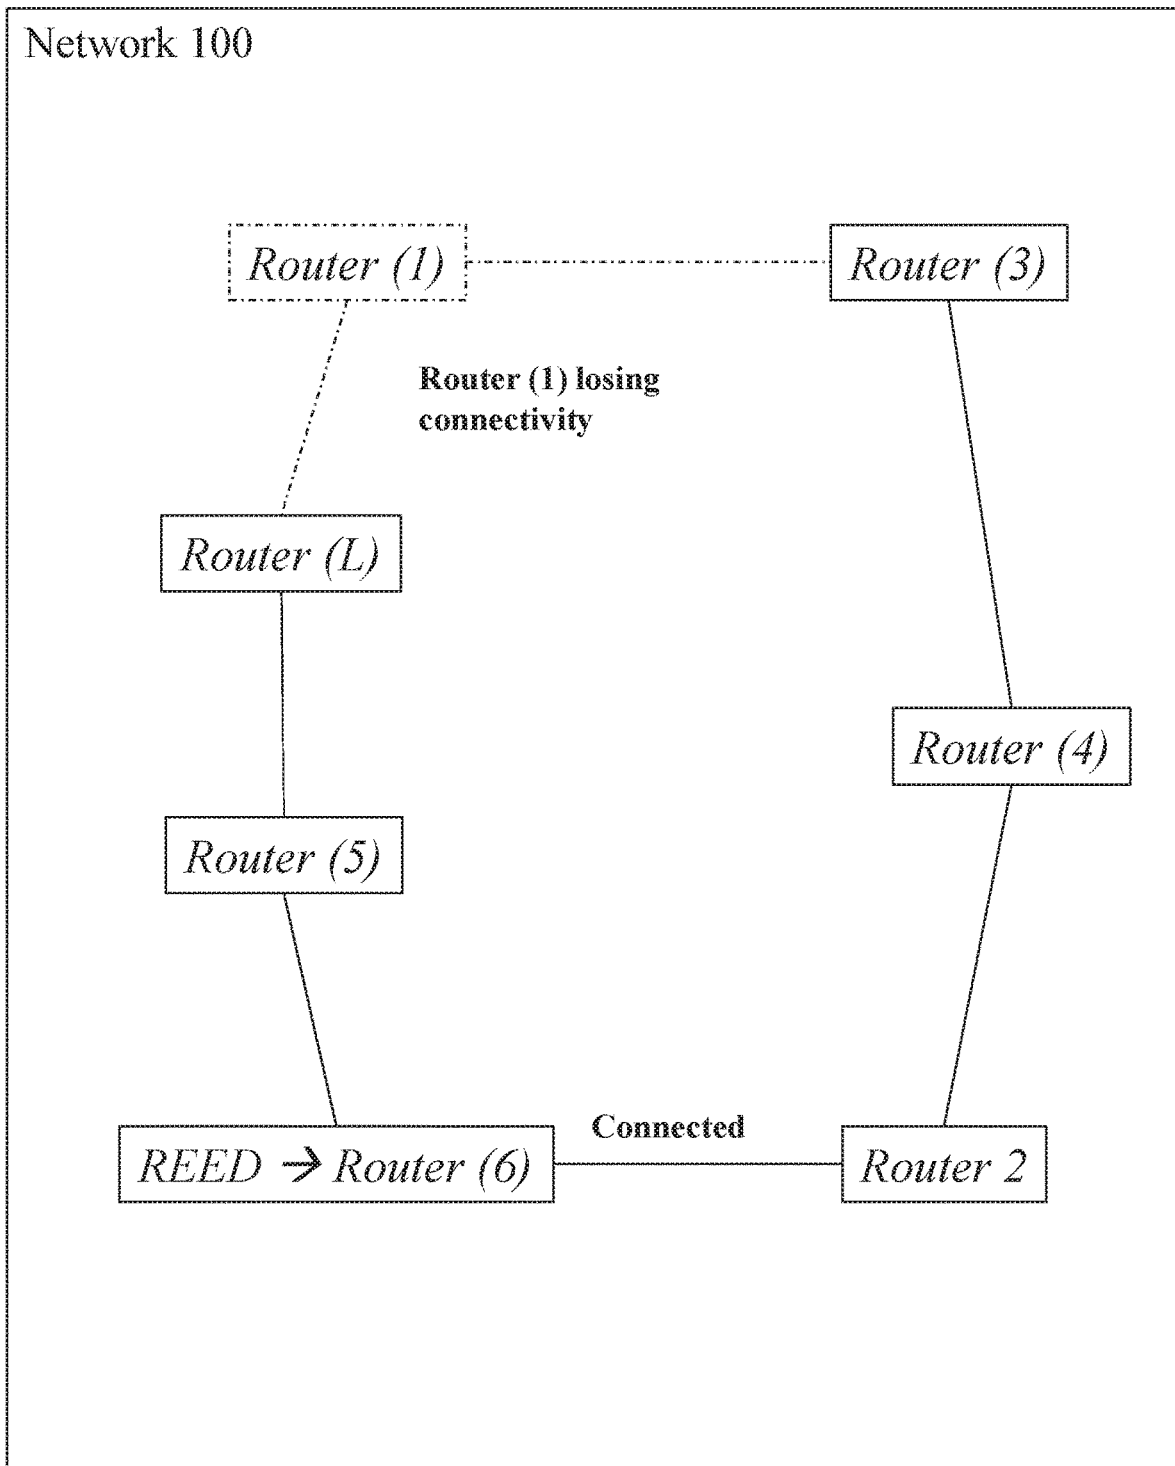 Network 100
Router (1)
Router (3)
Router (1) losing
connectivity
Router (L)
Router (4)
Router (5)
Connected
REED → Router (6)
Router 2